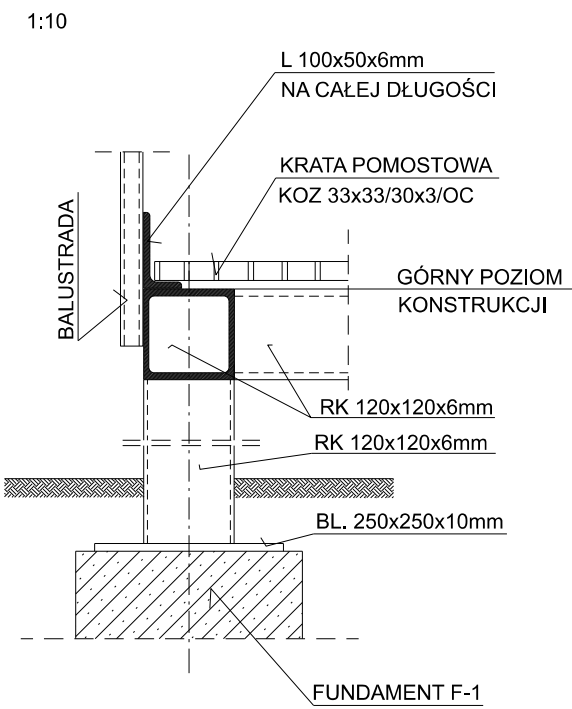 1:10
L 100x50x6mm
NA CAŁEJ DŁUGOŚCI
KRATA POMOSTOWA
KOZ 33x33/30x3/OC
BALUSTRADA
GÓRNY POZIOM
KONSTRUKCJI
RK 120x120x6mm
RK 120x120x6mm
BL. 250x250x10mm
FUNDAMENT F-1